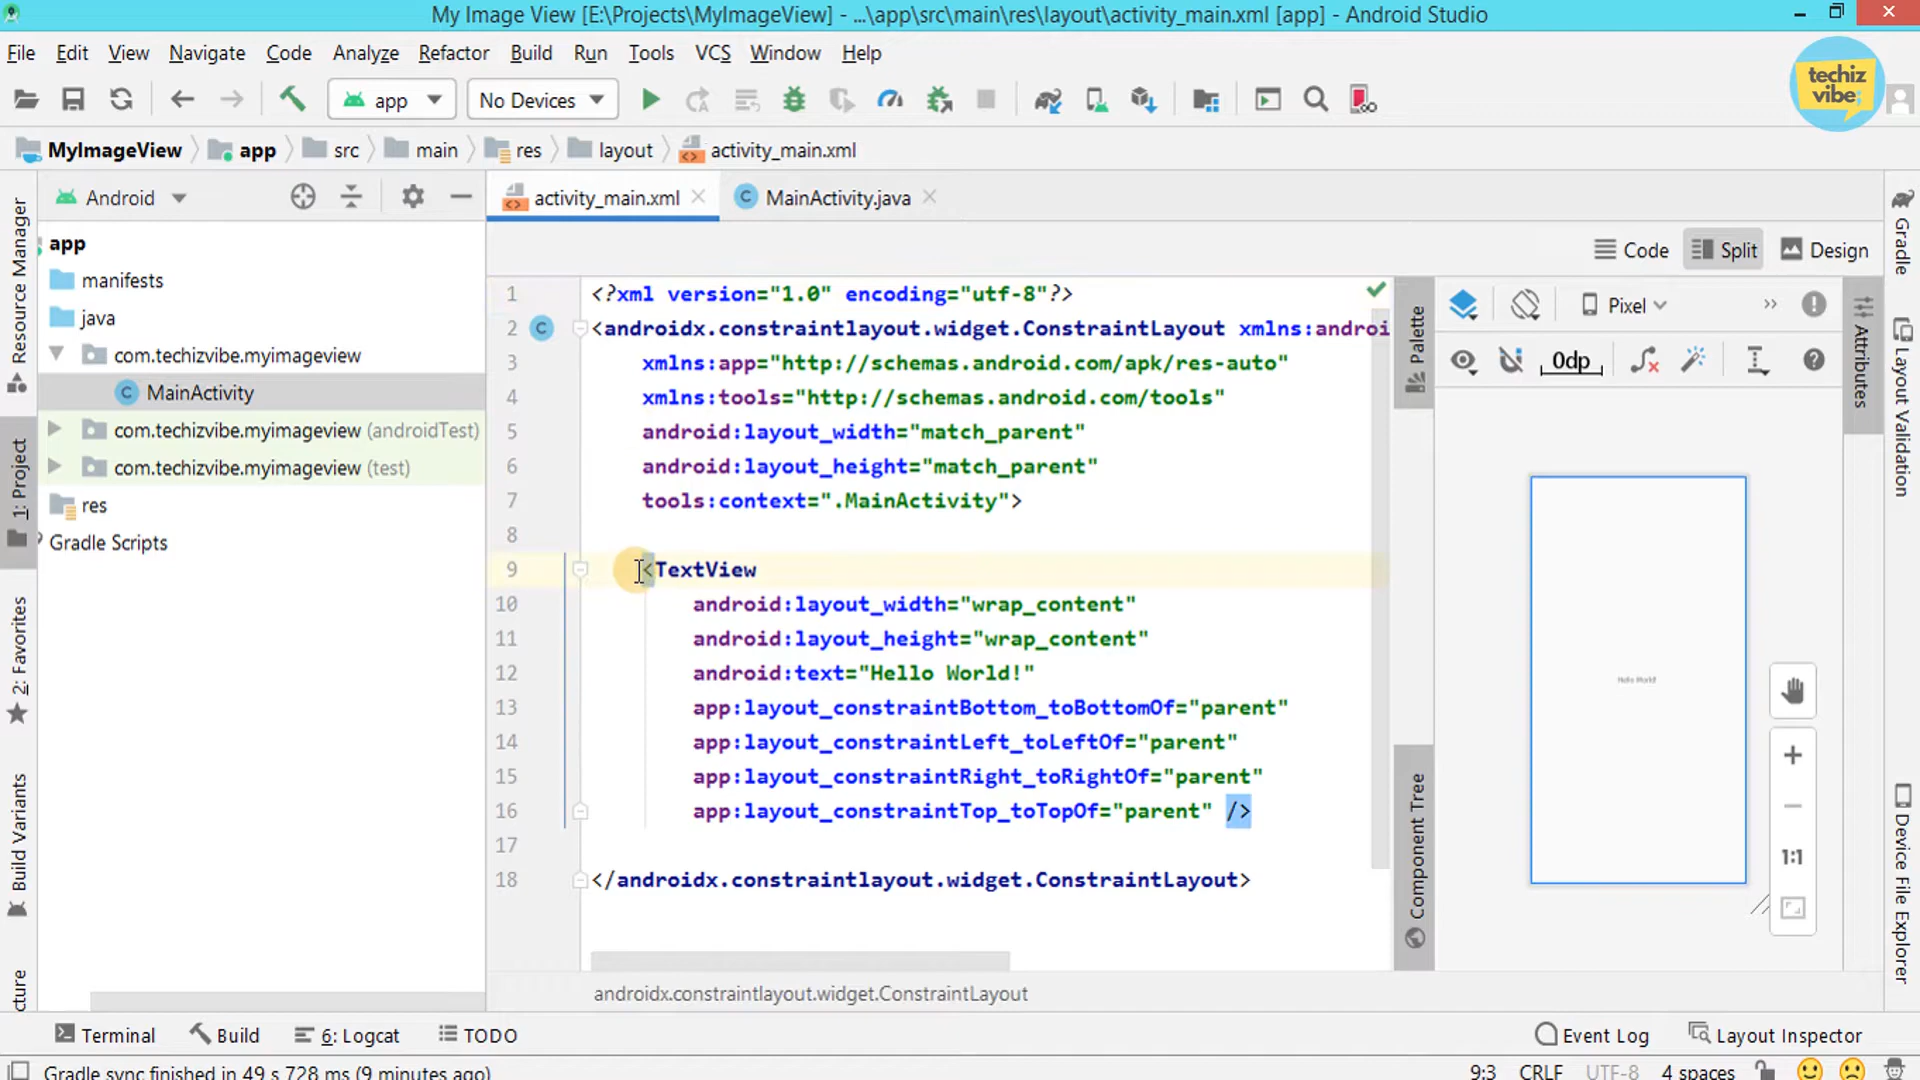 My Image View [E:\Projects\MyImageView] - ...\app\src\main\res\layout\activity_main.xml [app] - Android Studio
File Edit View Navigate Code Analyze Refactor Build Run Tools VCS Window Help
techiz vibe;
app No Devices
MyImageView app src main res layout activity_main.xml
Android
activity_main.xml MainActivity.java
Code Split Design
Resource Manager
1: Project
2: Favorites
Build Variants
cture
app
manifests
java
com.techizvibe.myimageview
MainActivity
com.techizvibe.myimageview (androidTest)
com.techizvibe.myimageview (test)
res
Gradle Scripts
1 <?xml version="1.0" encoding="utf-8"?>
2 <androidx.constraintlayout.widget.ConstraintLayout xmlns:androi
3 xmlns:app="http://schemas.android.com/apk/res-auto"
4 xmlns:tools="http://schemas.android.com/tools"
5 android:layout_width="match_parent"
6 android:layout_height="match_parent"
7 tools:context=".MainActivity">
8
9 <TextView
10 android:layout_width="wrap_content"
11 android:layout_height="wrap_content"
12 android:text="Hello World!"
13 app:layout_constraintBottom_toBottomOf="parent"
14 app:layout_constraintLeft_toLeftOf="parent"
15 app:layout_constraintRight_toRightOf="parent"
16 app:layout_constraintTop_toTopOf="parent" />
17
18 </androidx.constraintlayout.widget.ConstraintLayout>
androidx.constraintlayout.widget.ConstraintLayout
Palette
Component Tree
Pixel
0dp
Hello World!
1:1
Attributes
Gradle
Layout Validation
Device File Explorer
Terminal Build 6: Logcat TODO Event Log Layout Inspector
Gradle sync finished in 49 s 728 ms (9 minutes ago) 9:3 CRLF UTF-8 4 spaces